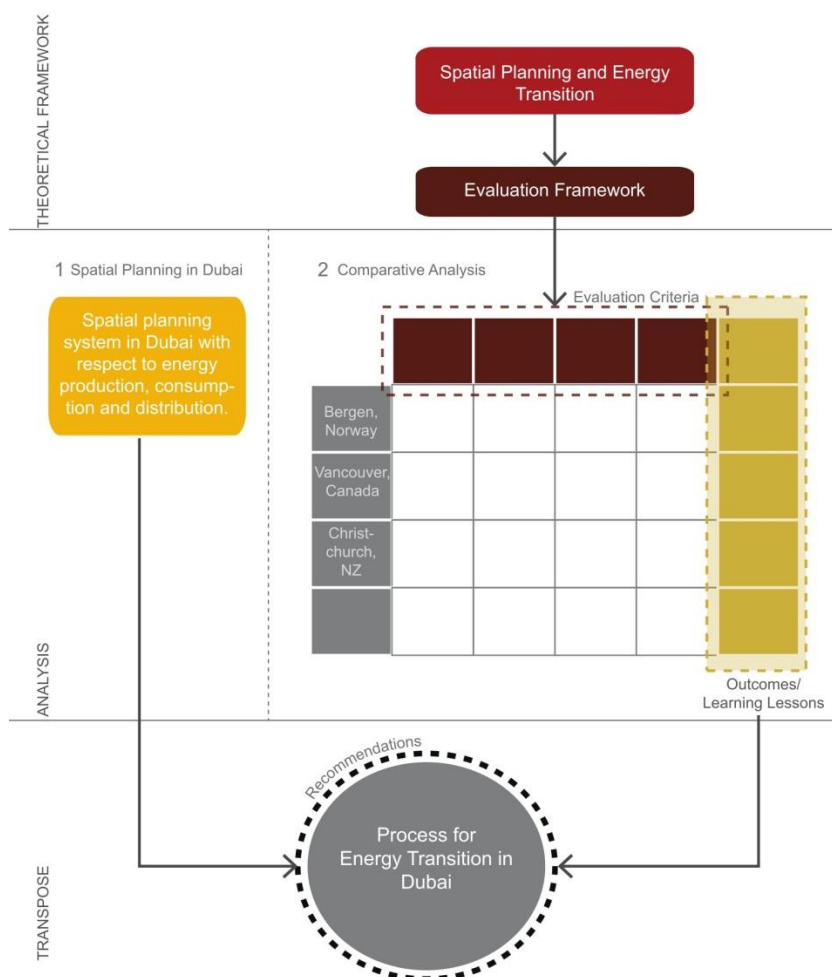 THEORETICAL FRAMEWORK
Spatial Planning and Energy
Transition
Evaluation Framework
ANALYSIS
1 Spatial Planning in Dubai
Spatial planning
system in Dubai with
respect to energy
production, consump-
tion and distribution.
2 Comparative Analysis
Evaluation Criteria
Bergen,
Norway
Vancouver,
Canada
Christ-
church,
NZ
Outcomes/
Learning Lessons
TRANSPOSE
Recommendations
Process for
Energy Transition in
Dubai